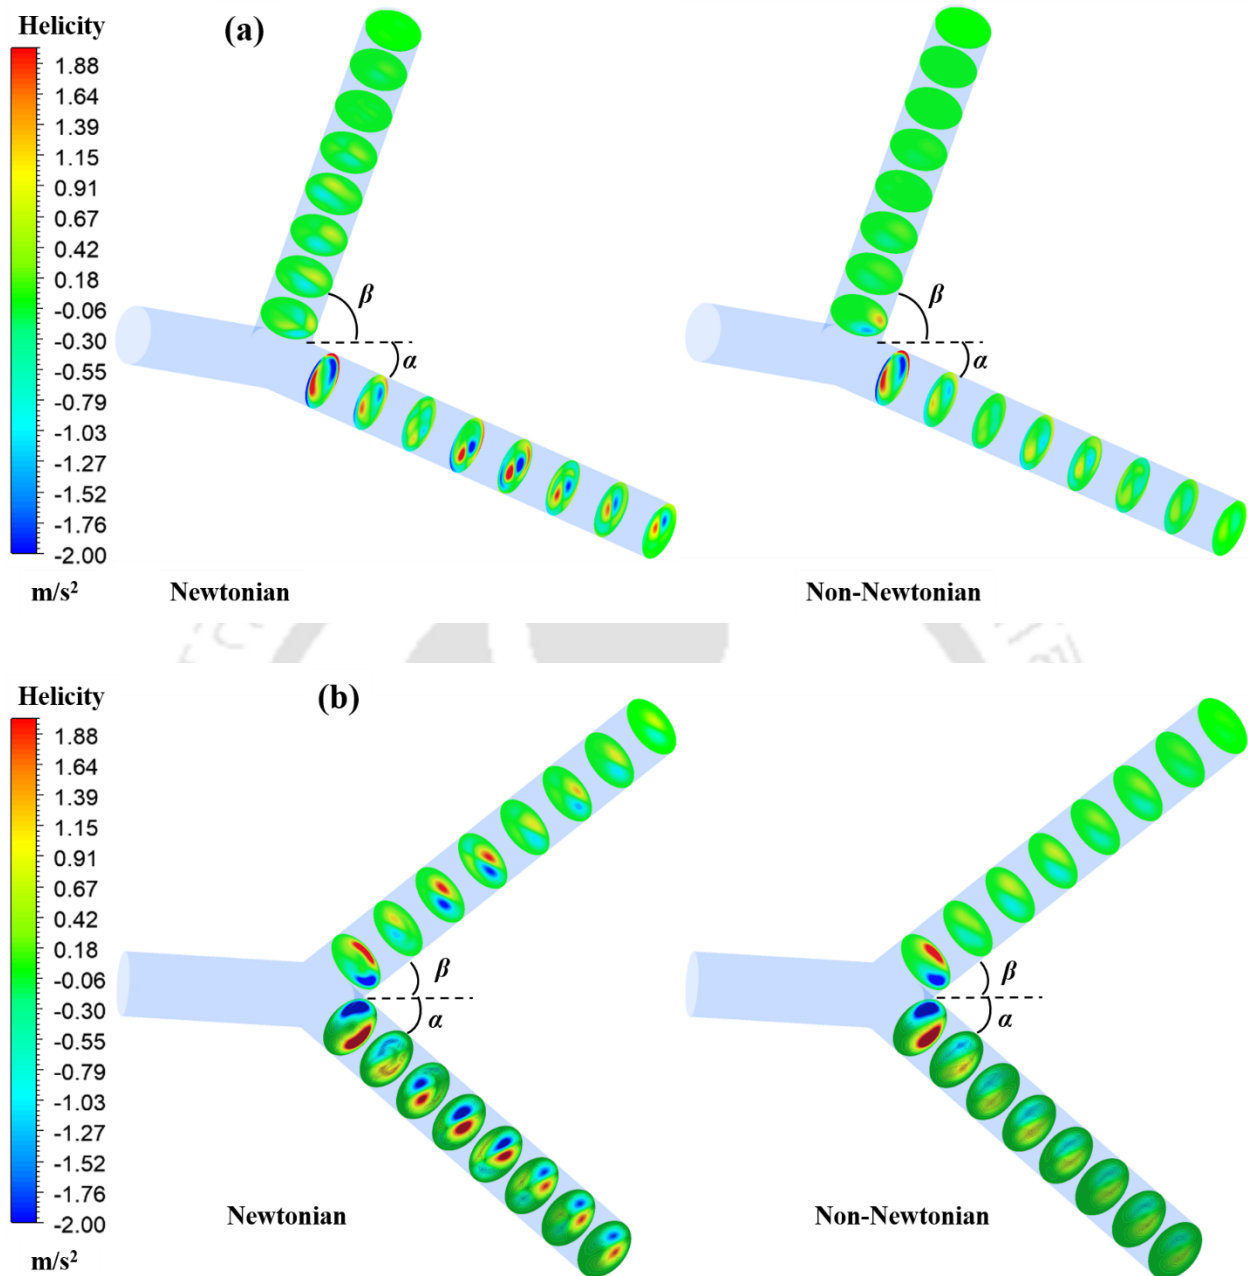 Helicity
(a)
1.88
1.64
1.39
1.15
0.91
0.67
0.42
0.18
-0.06
-0.30
-0.55
-0.79
-1.03
-1.27
-1.52
-1.76
-2.00
m/s²
β
α
β
α
Newtonian
Non-Newtonian
Helicity
(b)
1.88
1.64
1.39
1.15
0.91
0.67
0.42
0.18
-0.06
-0.30
-0.55
-0.79
-1.03
-1.27
-1.52
-1.76
-2.00
m/s²
β
α
β
α
Newtonian
Non-Newtonian